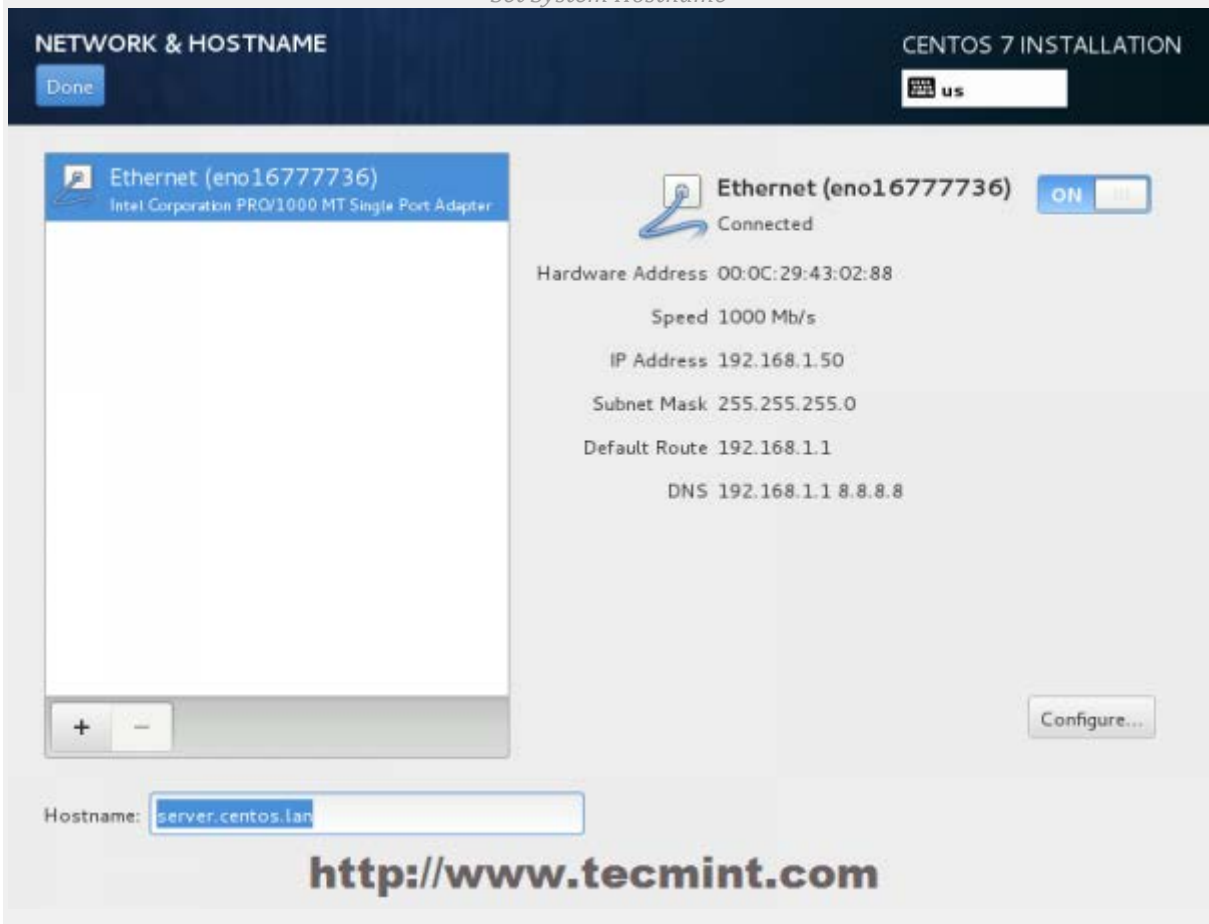 Set System Hostname
NETWORK & HOSTNAME
CENTOS 7 INSTALLATION
Done
us
Ethernet (eno16777736)
Intel Corporation PRO/1000 MT Single Port Adapter
Ethernet (eno16777736)
ON
Connected
Hardware Address 00:0C:29:43:02:88
Speed 1000 Mb/s
IP Address 192.168.1.50
Subnet Mask 255.255.255.0
Default Route 192.168.1.1
DNS 192.168.1.1 8.8.8.8
+ −
Configure...
Hostname: server.centos.lan
http://www.tecmint.com